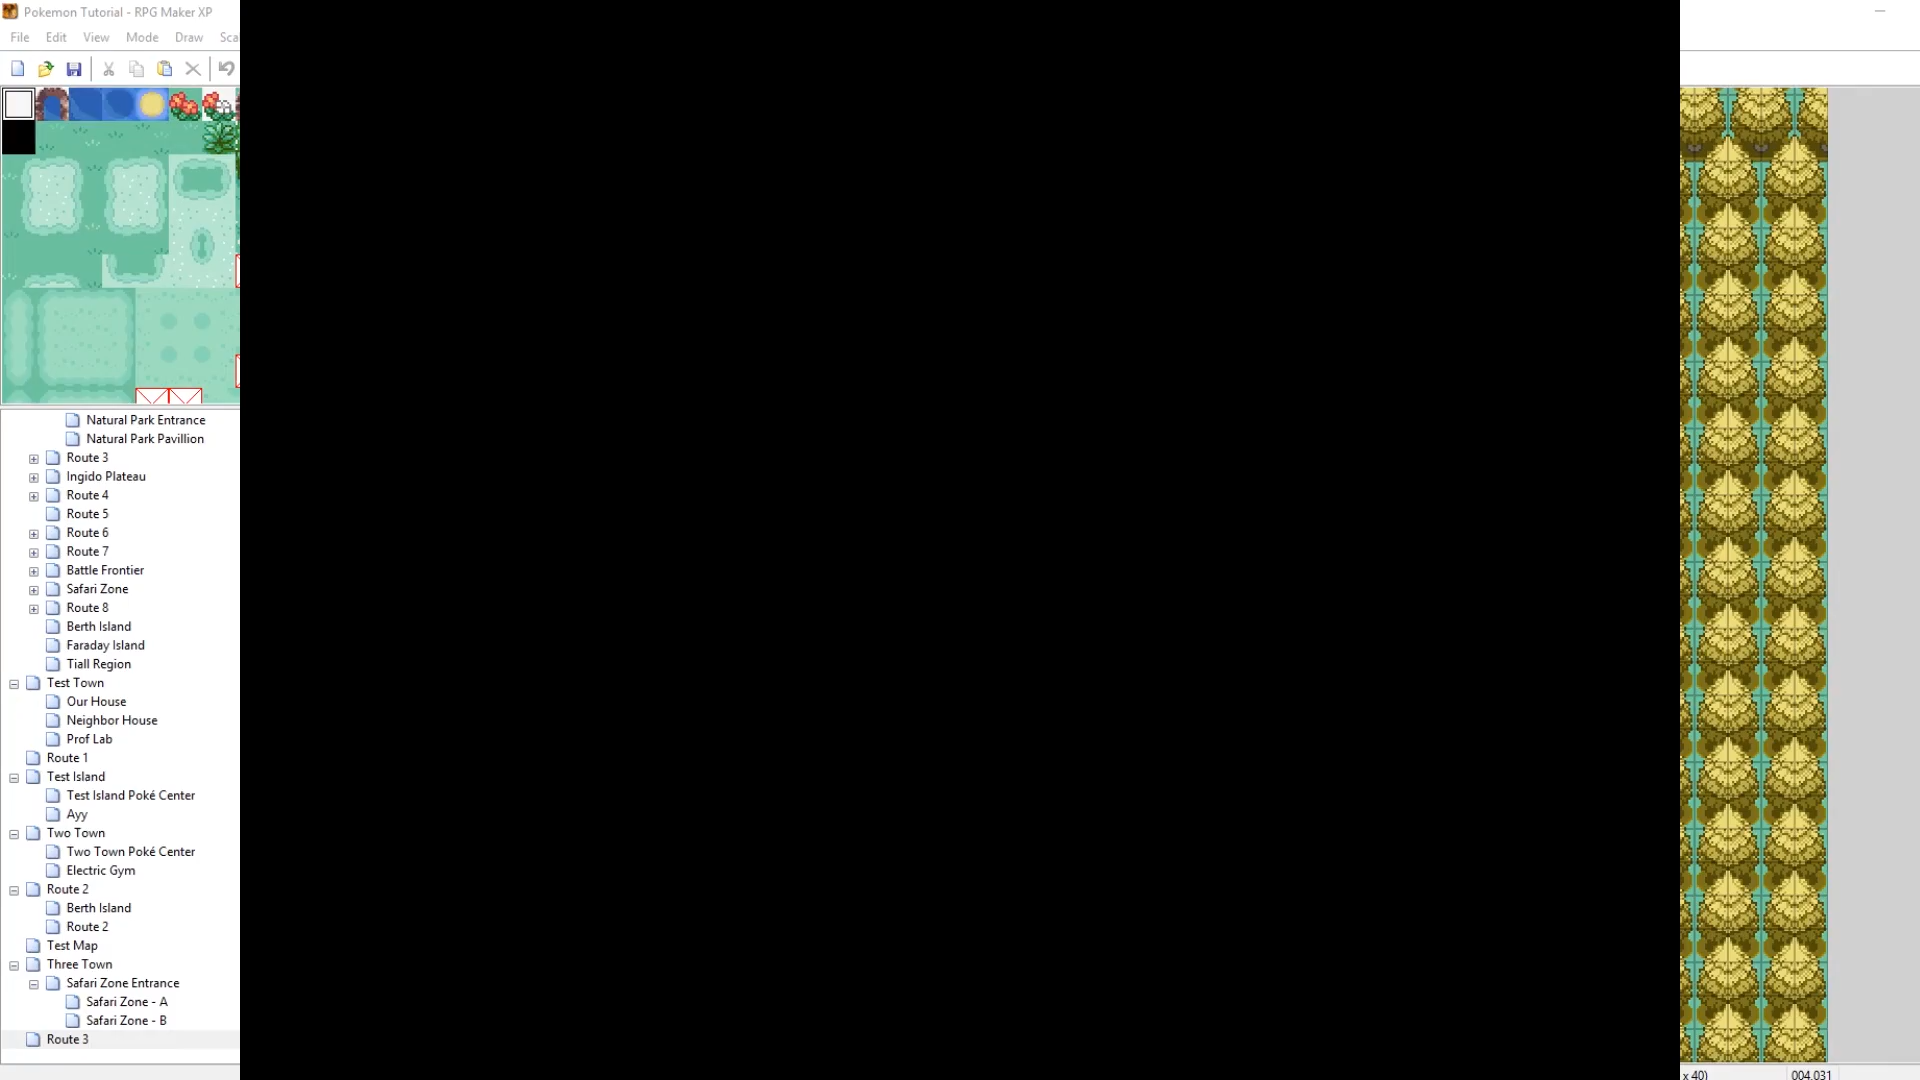 Pokemon Tutorial - RPG Maker XP
File Edit View Mode Draw Sca
Natural Park Entrance
Natural Park Pavillion
Route 3
Ingido Plateau
Route 4
Route 5
Route 6
Route 7
Battle Frontier
Safari Zone
Route 8
Berth Island
Faraday Island
Tiall Region
Test Town
Our House
Neighbor House
Prof Lab
Route 1
Test Island
Test Island Poké Center
Ayy
Two Town
Two Town Poké Center
Electric Gym
Route 2
Berth Island
Route 2
Test Map
Three Town
Safari Zone Entrance
Safari Zone - A
Safari Zone - B
Route 3
x 40) 004,031